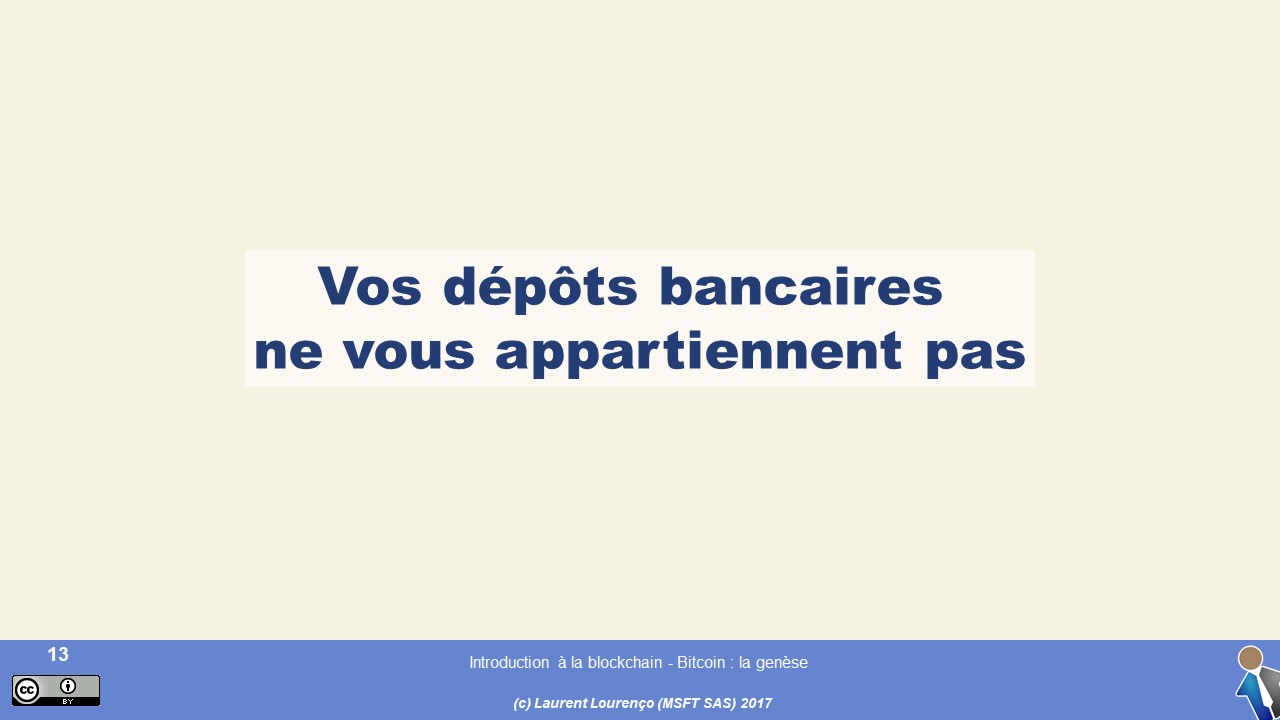 Vos dépôts bancaires
ne vous appartiennent pas
13
Introduction à la blockchain - Bitcoin : la genèse
cc
BY
(c) Laurent Lourenço (MSFT SAS) 2017